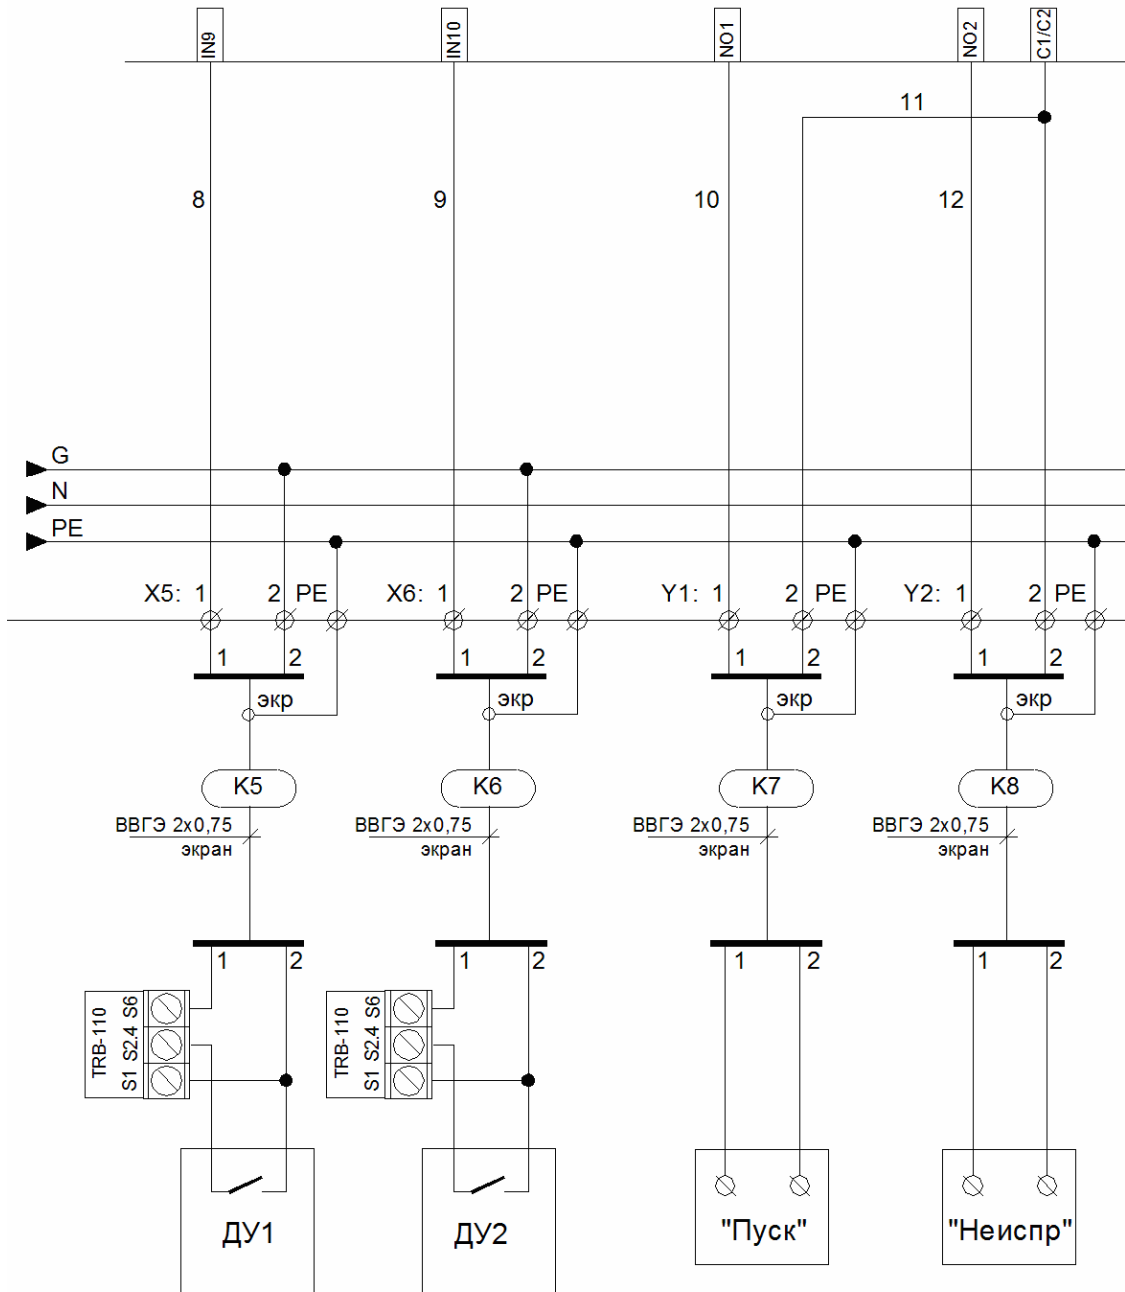 IN9 IN10 NO1 NO2 C1/C2
11
8 9 10 12
G
N
PE
X5: 1 2 PE X6: 1 2 PE Y1: 1 2 PE Y2: 1 2 PE
1 2 1 2 1 2 1 2
экр экр экр экр
K5 K6 K7 K8
ВВГЭ 2x0,75 ВВГЭ 2x0,75 ВВГЭ 2x0,75 ВВГЭ 2x0,75
экран экран экран экран
1 2 1 2 1 2 1 2
TRB-110 S1 S2.4 S6 TRB-110 S1 S2.4 S6
ДУ1 ДУ2 "Пуск" "Неиспр"